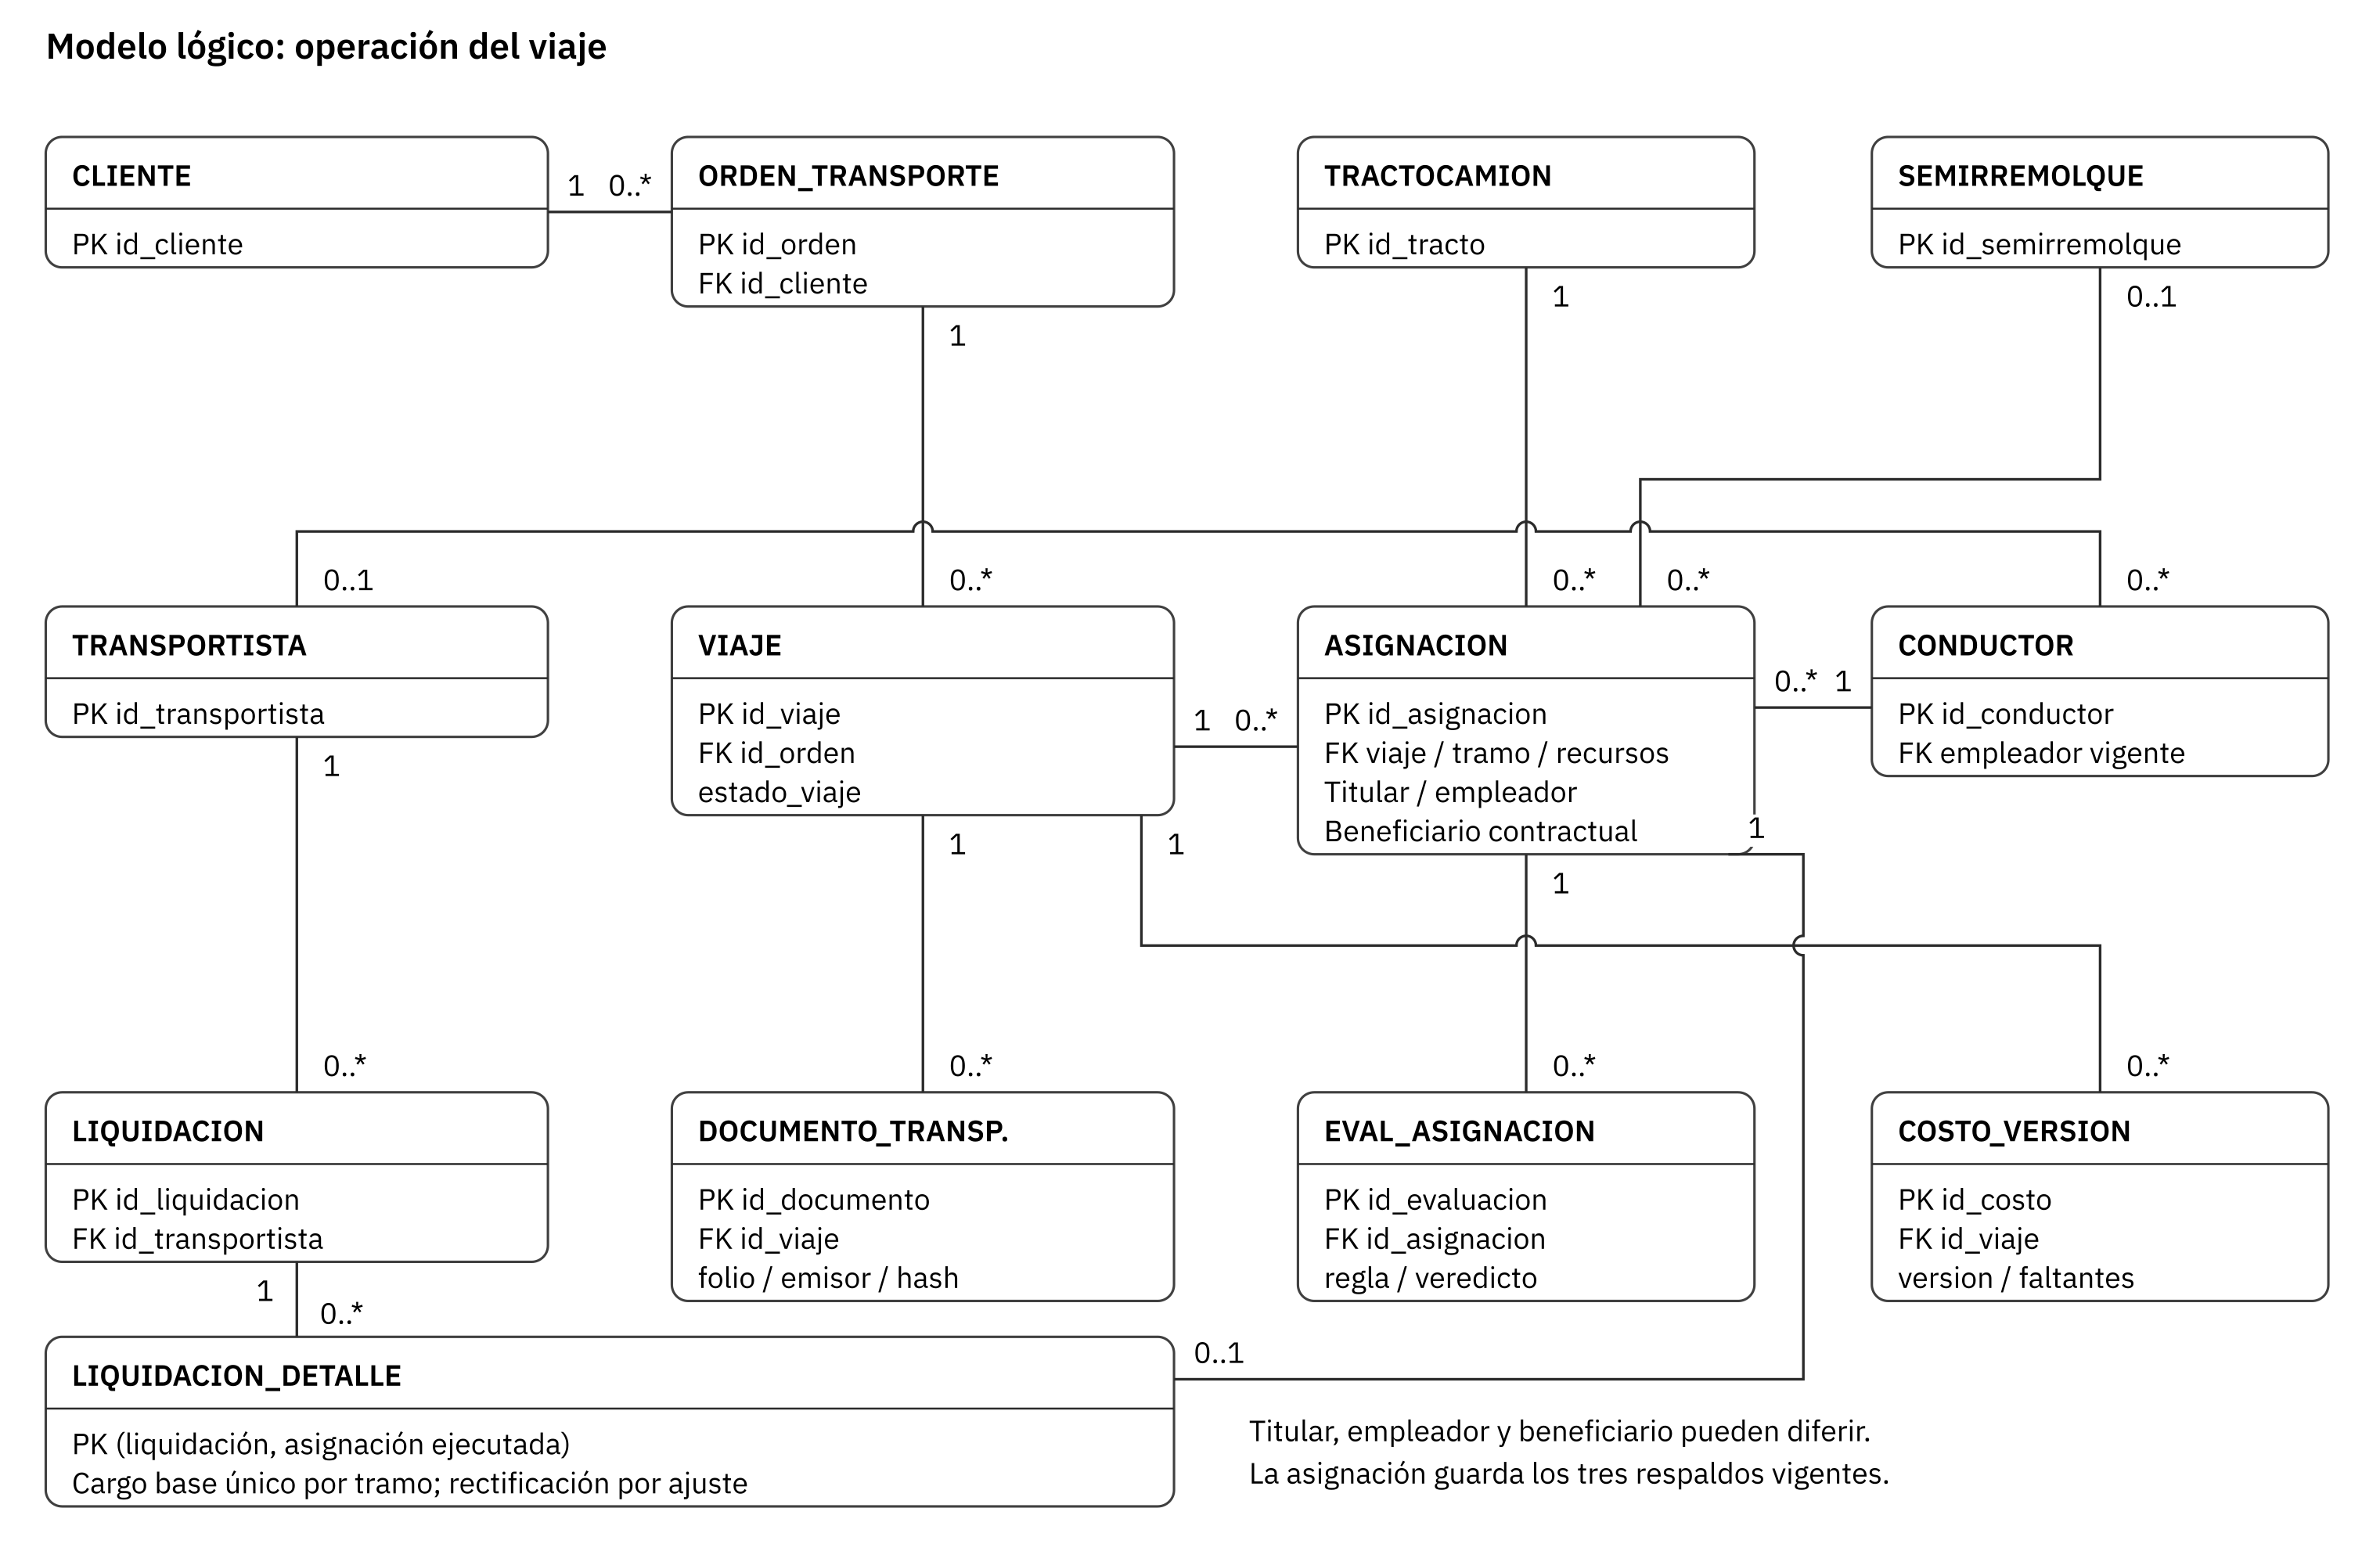 Modelo lógico: operación del viaje
CLIENTE
PK id_cliente
1
0..*
ORDEN_TRANSPORTE
PK id_orden
FK id_cliente
1
TRACTOCAMION
PK id_tracto
1
SEMIRREMOLQUE
PK id_semirremolque
0..1
0..1
0..*
0..*
0..*
0..*
TRANSPORTISTA
PK id_transportista
1
VIAJE
PK id_viaje
FK id_orden
estado_viaje
1
1
1
0..*
ASIGNACION
PK id_asignacion
FK viaje / tramo / recursos
Titular / empleador
Beneficiario contractual
1
1
0..*
1
CONDUCTOR
PK id_conductor
FK empleador vigente
0..*
0..*
0..*
0..*
LIQUIDACION
PK id_liquidacion
FK id_transportista
1
0..*
DOCUMENTO_TRANSP.
PK id_documento
FK id_viaje
folio / emisor / hash
EVAL_ASIGNACION
PK id_evaluacion
FK id_asignacion
regla / veredicto
COSTO_VERSION
PK id_costo
FK id_viaje
version / faltantes
LIQUIDACION_DETALLE
PK (liquidación, asignación ejecutada)
Cargo base único por tramo; rectificación por ajuste
0..1
Titular, empleador y beneficiario pueden diferir.
La asignación guarda los tres respaldos vigentes.